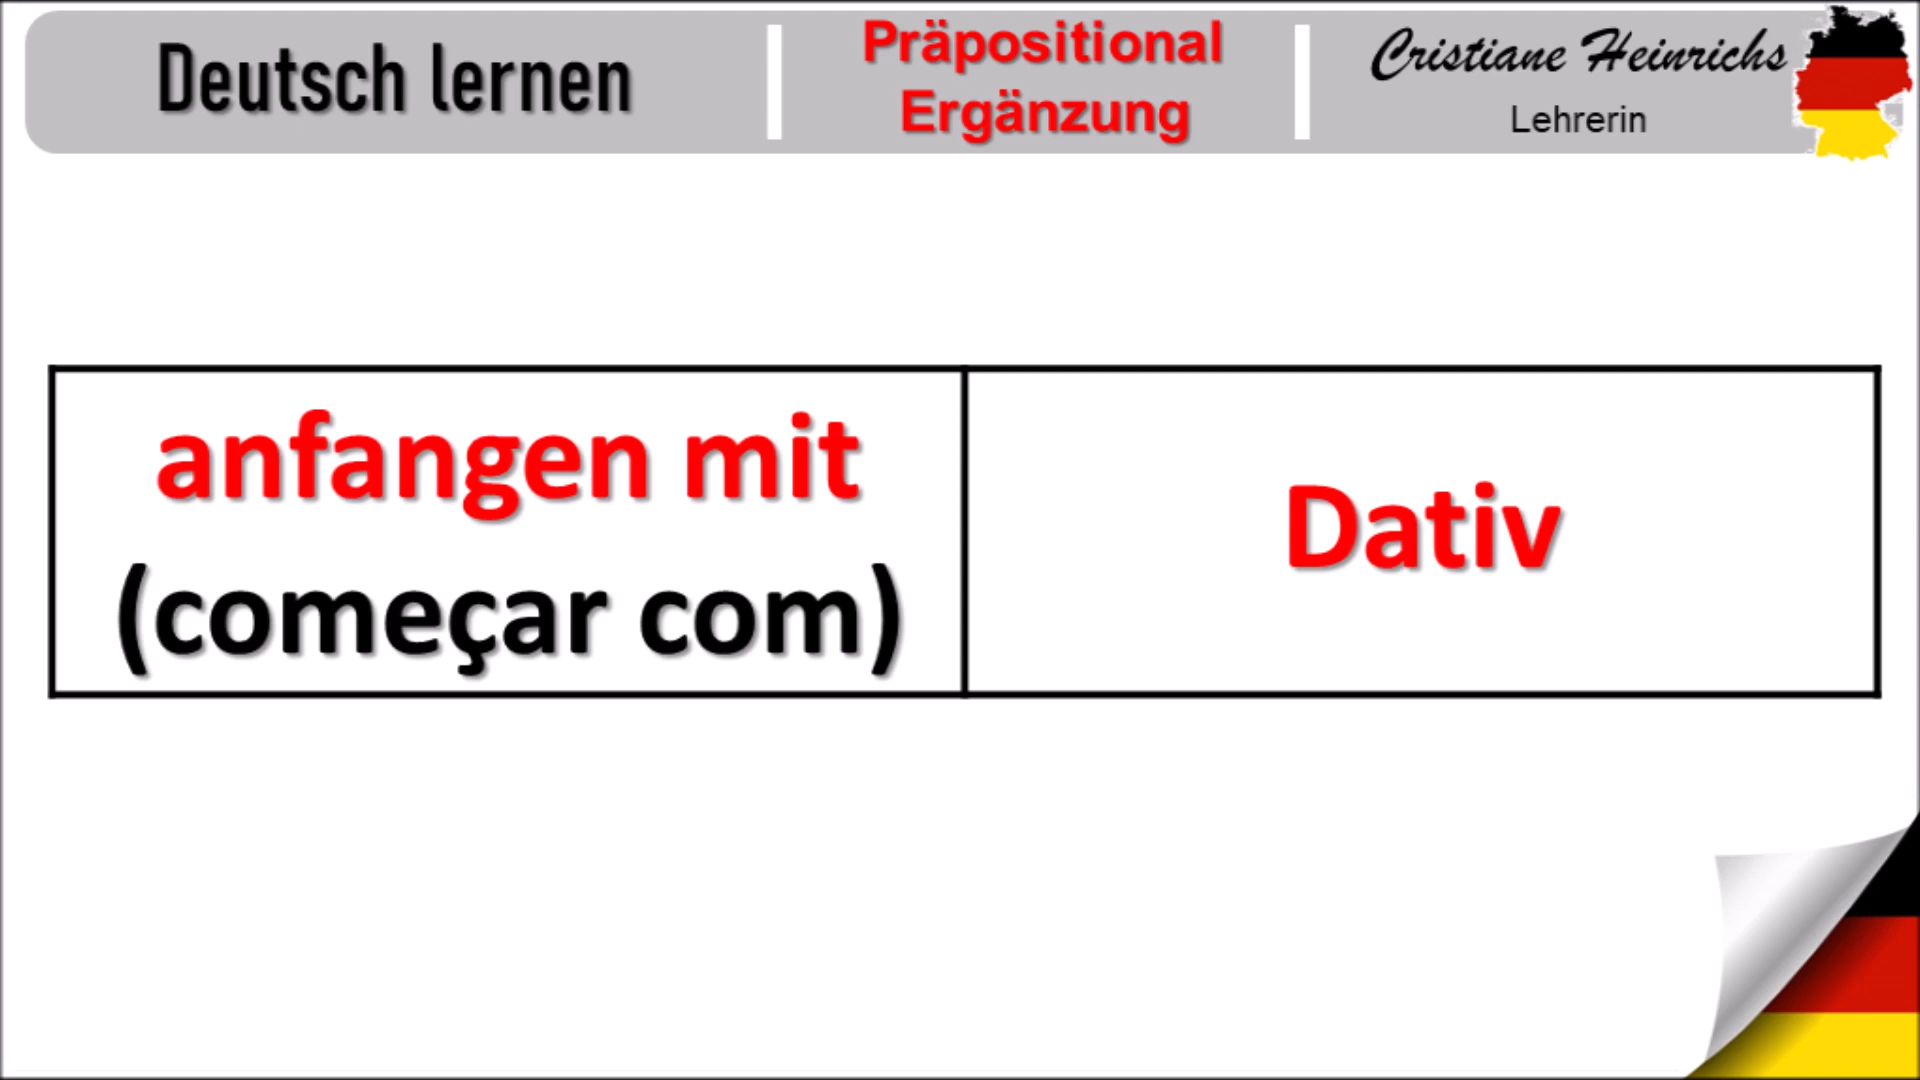 Deutsch lernen
Präpositional
Ergänzung
Cristiane Heinrichs
Lehrerin
anfangen mit
(começar com)
Dativ